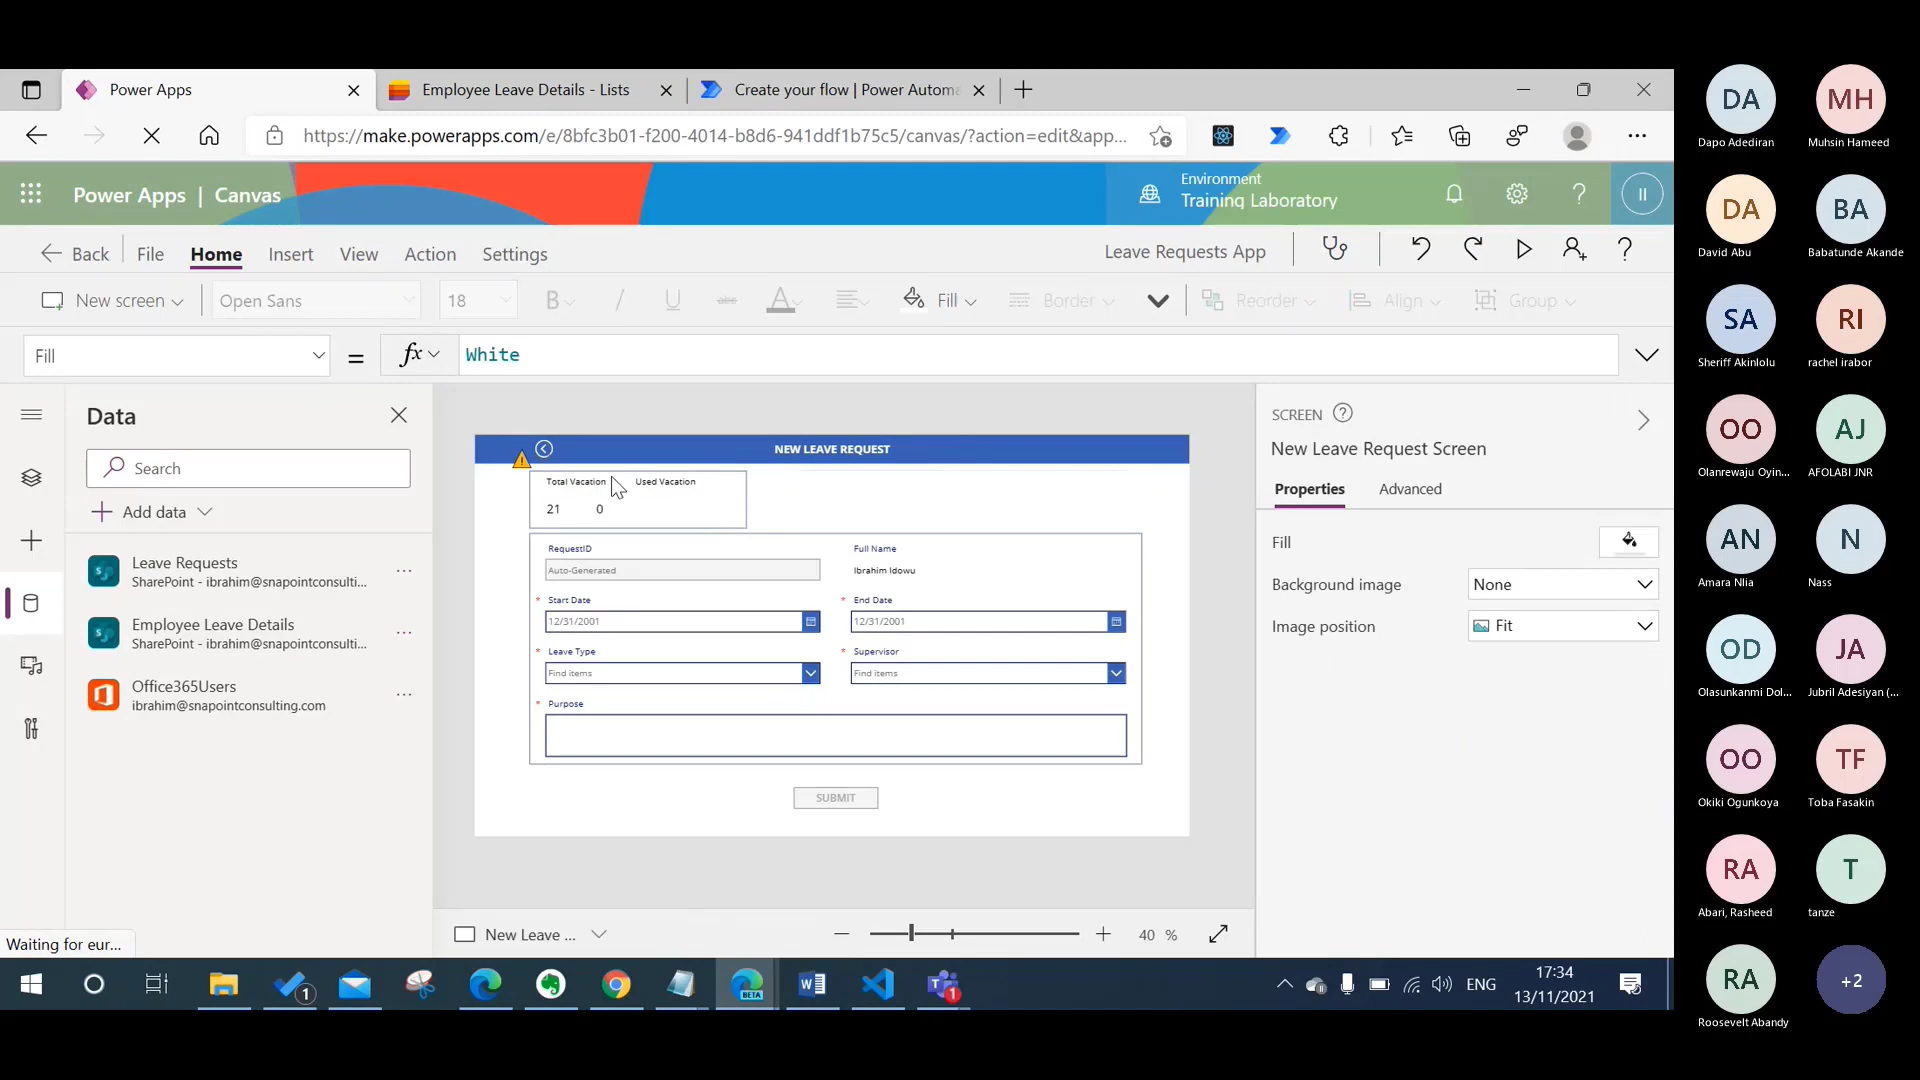 Power Apps
Employee Leave Details - Lists
Create your flow | Power Automa
https://make.powerapps.com/e/8bfc3b01-f200-4014-b8d6-941ddf1b75c5/canvas/?action=edit&app...
Power Apps | Canvas
Environment
Training Laboratory
II
Back
File
Home
Insert
View
Action
Settings
Leave Requests App
New screen
Open Sans
18
B
/
U
abc
A
Fill
Border
Reorder
Align
Group
Fill
=
fx
White
Data
Search
Add data
Leave Requests
SharePoint - ibrahim@snapointconsulti...
Employee Leave Details
SharePoint - ibrahim@snapointconsulti...
Office365Users
ibrahim@snapointconsulting.com
NEW LEAVE REQUEST
Total Vacation
Used Vacation
21
0
RequestID
Full Name
Auto-Generated
Ibrahim Idowu
* Start Date
* End Date
12/31/2001
12/31/2001
* Leave Type
* Supervisor
Find items
Find items
* Purpose
SUBMIT
SCREEN
New Leave Request Screen
Properties
Advanced
Fill
Background image
None
Image position
Fit
New Leave ...
40 %
Waiting for eur...
1
BETA
1
ENG
17:34
13/11/2021
DA
Dapo Adediran
MH
Muhsin Hameed
DA
David Abu
BA
Babatunde Akande
SA
Sheriff Akinlolu
RI
rachel irabor
OO
Olanrewaju Oyin...
AJ
AFOLABI JNR
AN
Amara Nlia
N
Nass
OD
Olasunkanmi Dol...
JA
Jubril Adesiyan (...
OO
Okiki Ogunkoya
TF
Toba Fasakin
RA
Abari, Rasheed
T
tanze
RA
Roosevelt Abandy
+2